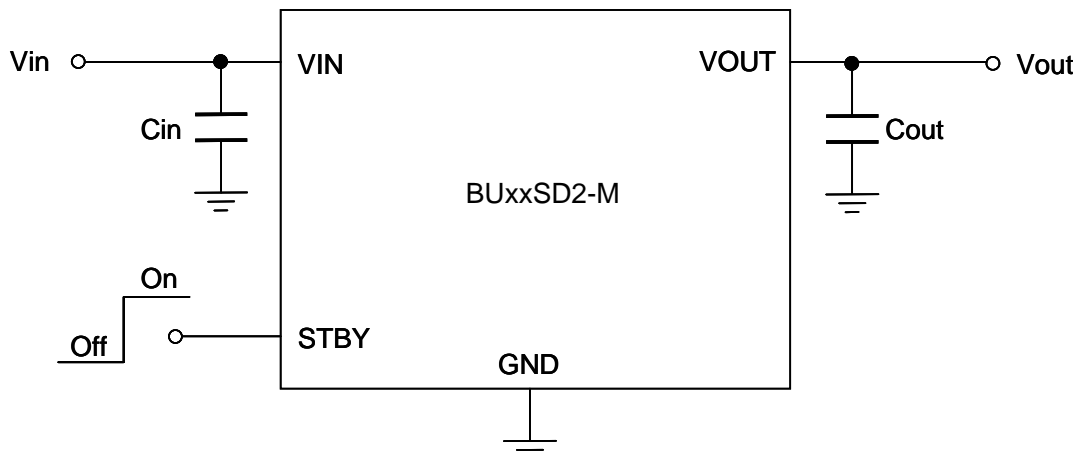 Vin
VIN
VOUT
Vout
Cin
Cout
BUxxSD2-M
On
Off
STBY
GND